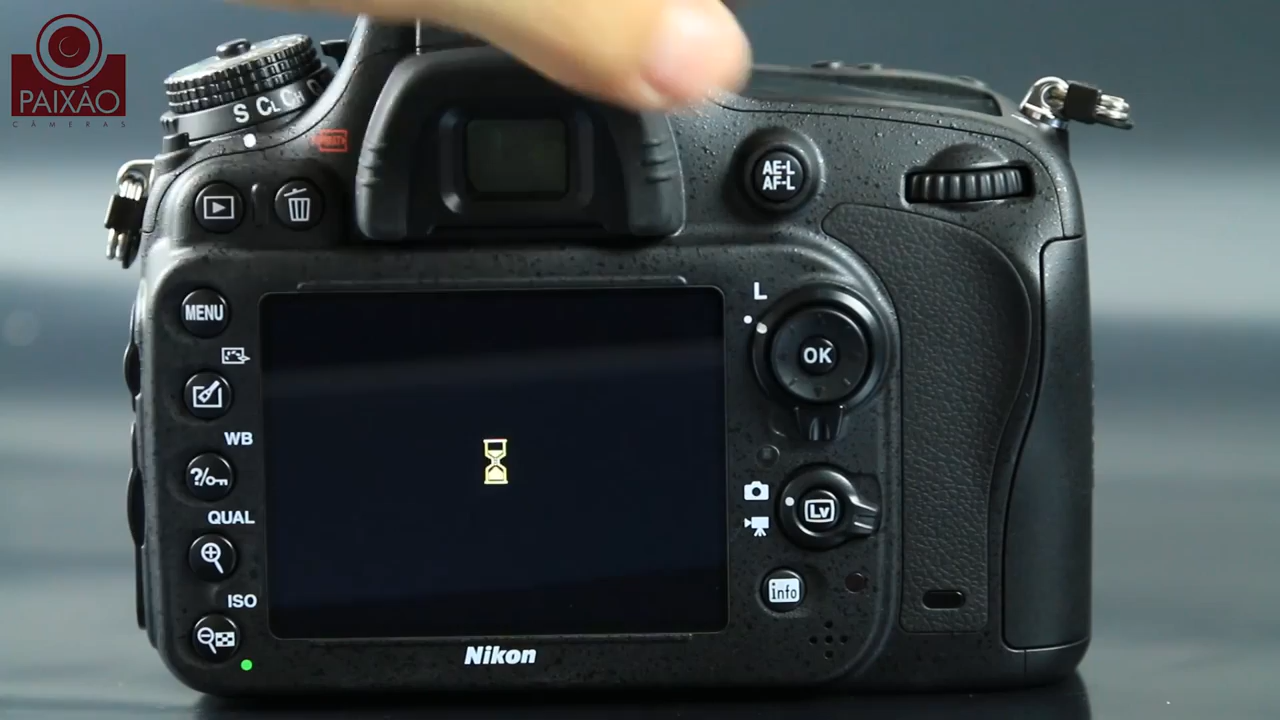 PAIXÃO
CÂMERAS
S CL CH
AE-L
AF-L
MENU
L
OK
WB
?
QUAL
Lv
ISO
info
Nikon